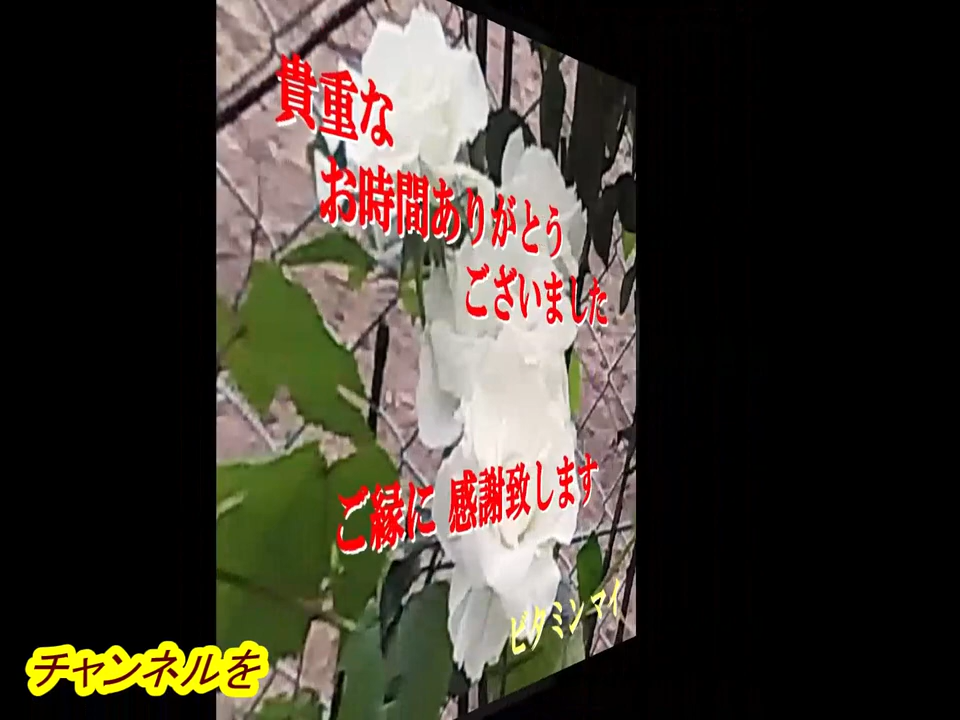 貴重な
お時間ありがとう
ございました
ご縁に 感謝致します
ビタミンマイ
チャンネルを